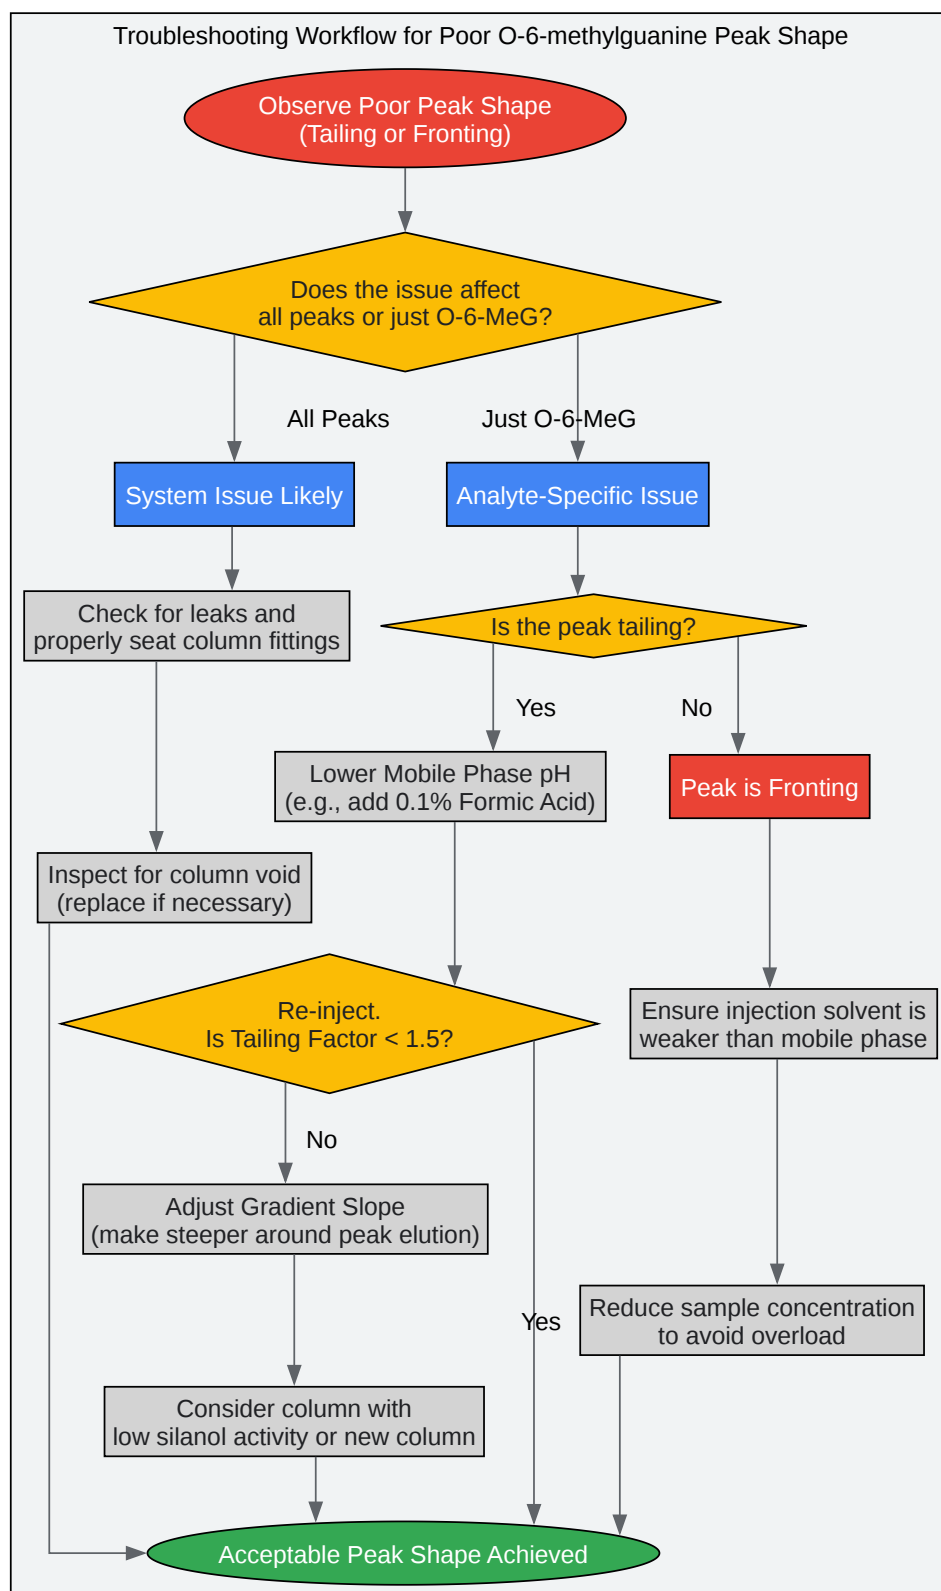 Troubleshooting Workflow for Poor O-6-methylguanine Peak Shape
Observe Poor Peak Shape
(Tailing or Fronting)
Does the issue affect
all peaks or just O-6-MeG?
All Peaks
Just O-6-MeG
System Issue Likely
Analyte-Specific Issue
Check for leaks and
properly seat column fittings
Is the peak tailing?
Yes
No
Lower Mobile Phase pH
(e.g., add 0.1% Formic Acid)
Peak is Fronting
Inspect for column void
(replace if necessary)
Re-inject.
Is Tailing Factor < 1.5?
Ensure injection solvent is
weaker than mobile phase
No
Adjust Gradient Slope
(make steeper around peak elution)
Yes
Reduce sample concentration
to avoid overload
Consider column with
low silanol activity or new column
Acceptable Peak Shape Achieved